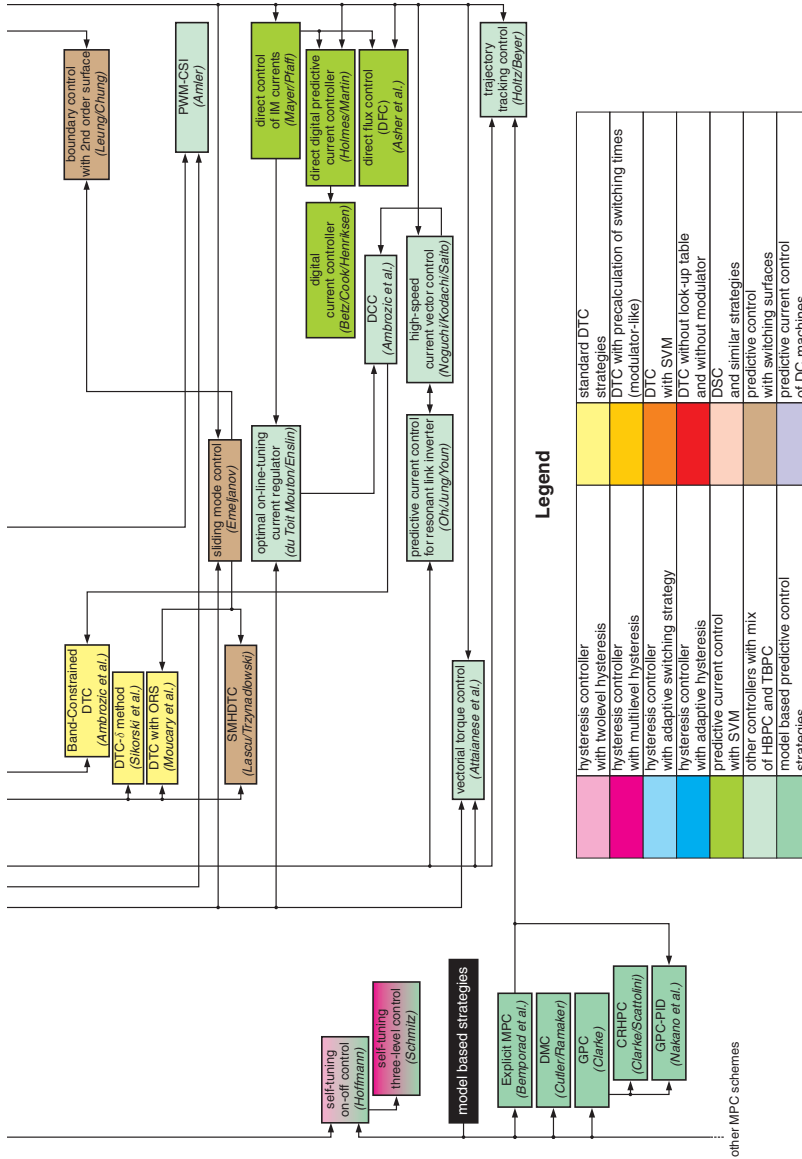 boundary control
with 2nd order surface
(Leung/Chung)
PWM-CSI
(Amler)
direct control
of IM currents
(Mayer/Pfaff)
direct digital predictive
current controller
(Holmes/Martin)
direct flux control
(DFC)
(Asher et al.)
trajectory
tracking control
(Holtz/Beyer)
digital
current controller
(Betz/Cook/Henriksen)
DCC
(Ambrozic et al.)
high-speed
current vector control
(Noguchi/Kodachi/Saito)
sliding mode control
(Emeljanov)
optimal on-line-tuning
current regulator
(du Toit Mouton/Enslin)
predictive current control
for resonant link inverter
(Oh/Jung/Youn)
Band-Constrained
DTC
(Ambrozic et al.)
DTC-δ method
(Sikorski et al.)
DTC with ORS
(Moucary et al.)
SMHDTC
(Lascu/Trzynadlowski)
vectorial torque control
(Attaianese et al.)
self-tuning
on-off control
(Hoffmann)
self-tuning
three-level control
(Schmitz)
model based strategies
Explicit MPC
(Bemporad et al.)
DMC
(Cutler/Ramaker)
GPC
(Clarke)
CRHPC
(Clarke/Scattolini)
GPC-PID
(Nakano et al.)
other MPC schemes
Legend
hysteresis controller
with twolevel hysteresis
hysteresis controller
with multilevel hysteresis
hysteresis controller
with adaptive switching strategy
hysteresis controller
with adaptive hysteresis
predictive current control
with SVM
other controllers with mix
of HBPC and TBPC
model based predictive control
strategies
standard DTC
strategies
DTC with precalculation of switching times
(modulator-like)
DTC
with SVM
DTC without look-up table
and without modulator
DSC
and similar strategies
predictive control
with switching surfaces
predictive current control
of DC machines